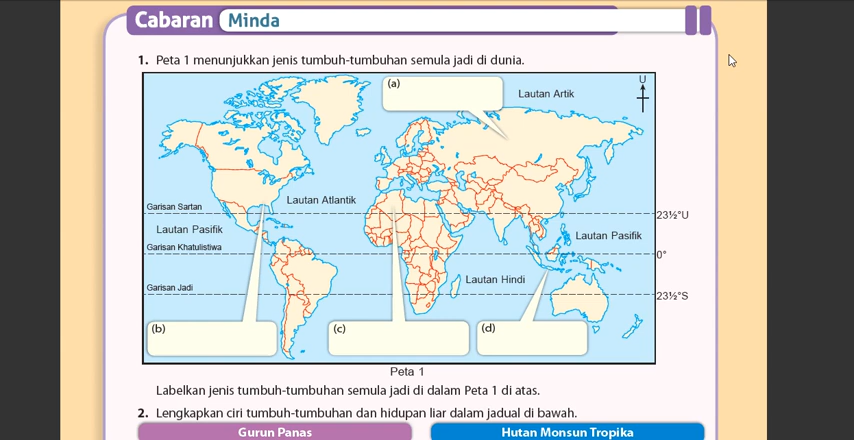 Cabaran Minda
1. Peta 1 menunjukkan jenis tumbuh-tumbuhan semula jadi di dunia.
(a)
Lautan Artik
U
Lautan Atlantik
Garisan Sartan
23½°U
Lautan Pasifik
Lautan Pasifik
Garisan Khatulistiwa
0°
Lautan Hindi
Garisan Jadi
23½°S
(b)
(c)
(d)
Peta 1
Labelkan jenis tumbuh-tumbuhan semula jadi di dalam Peta 1 di atas.
2. Lengkapkan ciri tumbuh-tumbuhan dan hidupan liar dalam jadual di bawah.
Gurun Panas
Hutan Monsun Tropika